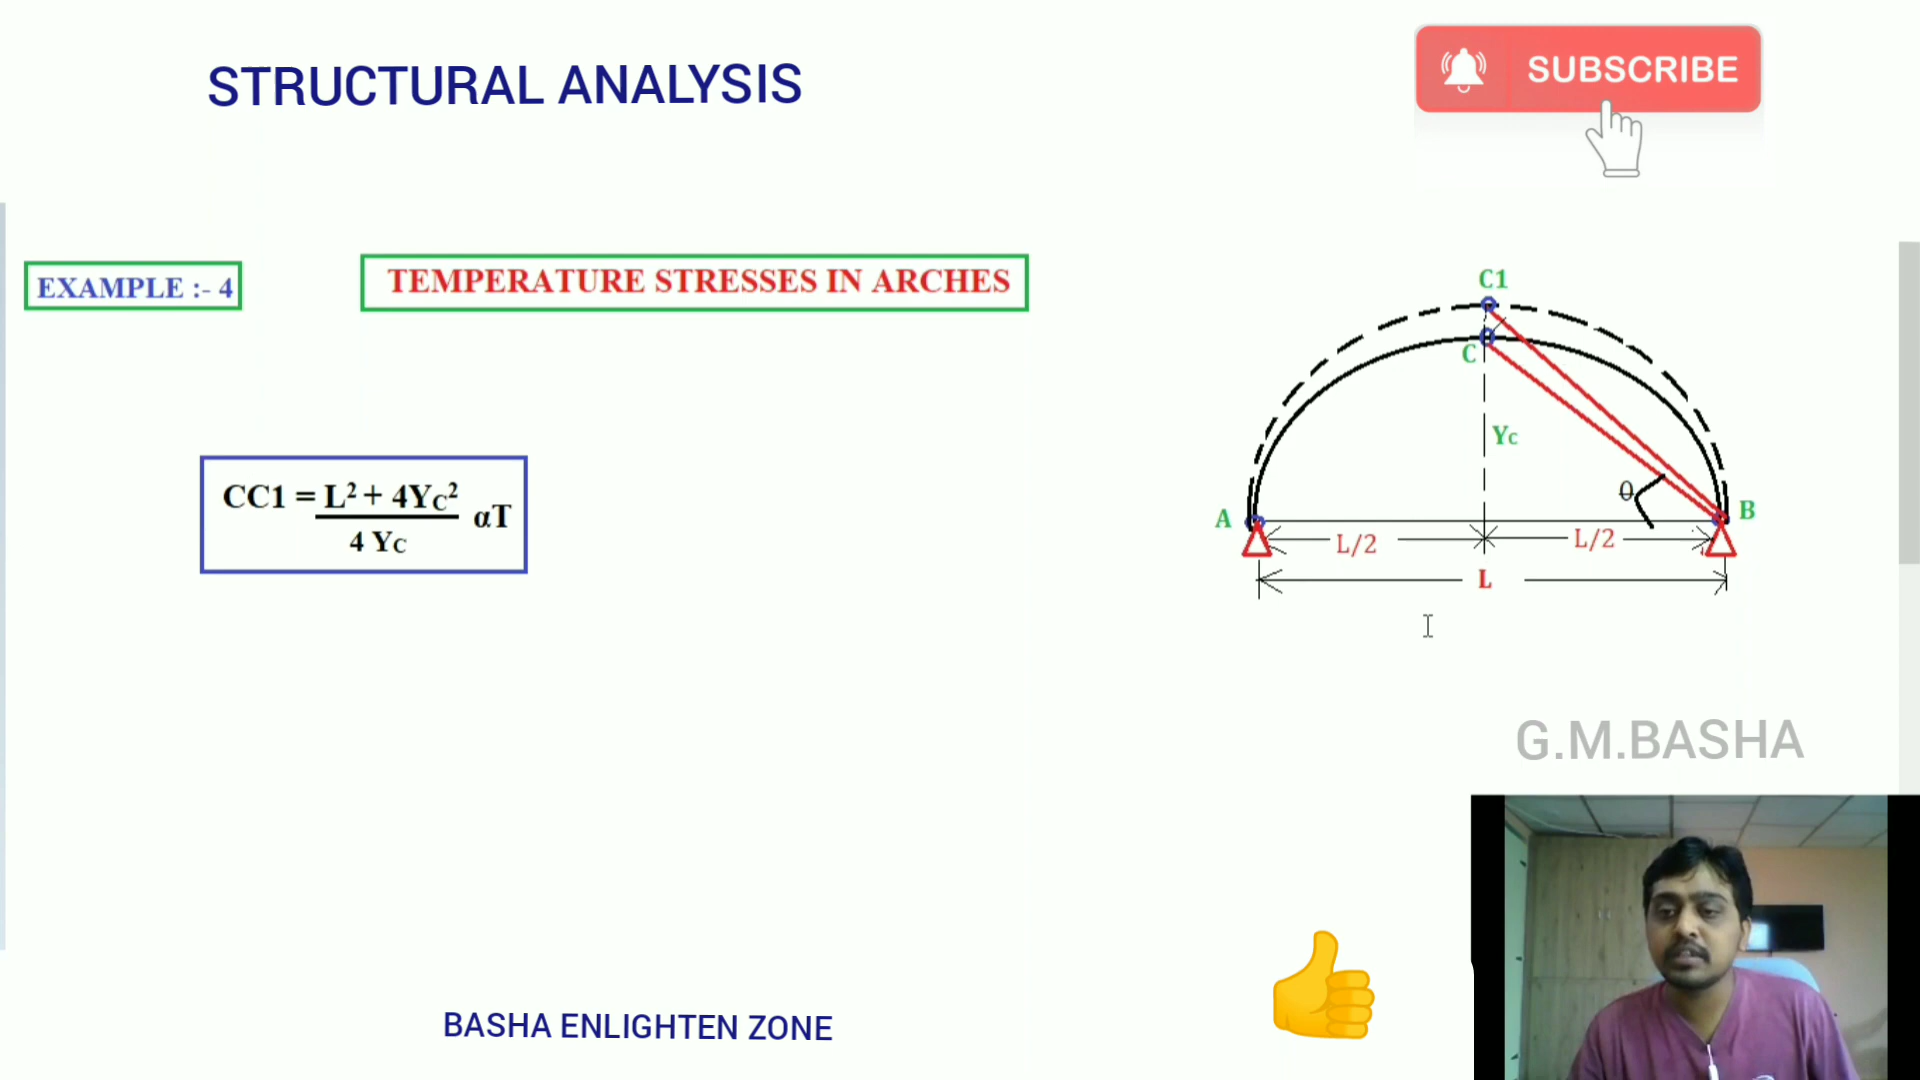 STRUCTURAL ANALYSIS
SUBSCRIBE
EXAMPLE :- 4
TEMPERATURE STRESSES IN ARCHES
CC1 = L² + 4Yc² αT
4 Yc
C1
C
Yc
θ
A
B
L/2
L/2
L
G.M.BASHA
BASHA ENLIGHTEN ZONE